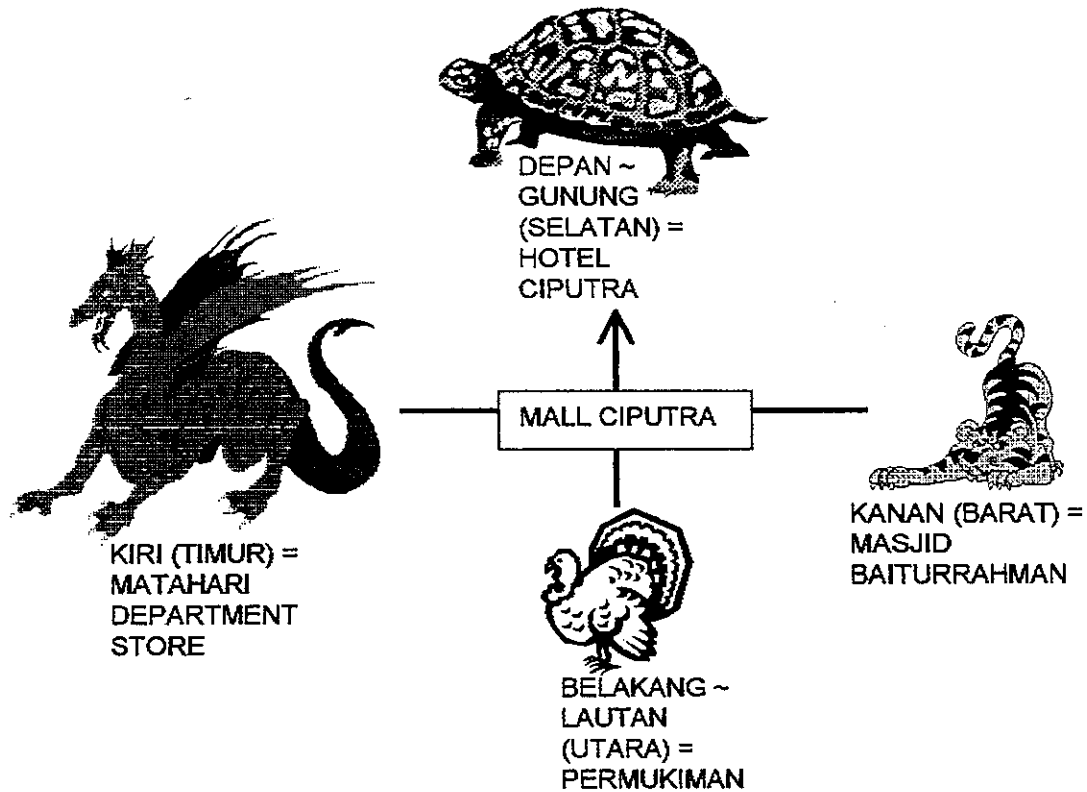 DEPAN ~
GUNUNG
(SELATAN) =
HOTEL
CIPUTRA
MALL CIPUTRA
KIRI (TIMUR) =
MATAHARI
DEPARTMENT
STORE
KANAN (BARAT) =
MASJID
BAITURRAHMAN
BELAKANG ~
LAUTAN
(UTARA) =
PERMUKIMAN